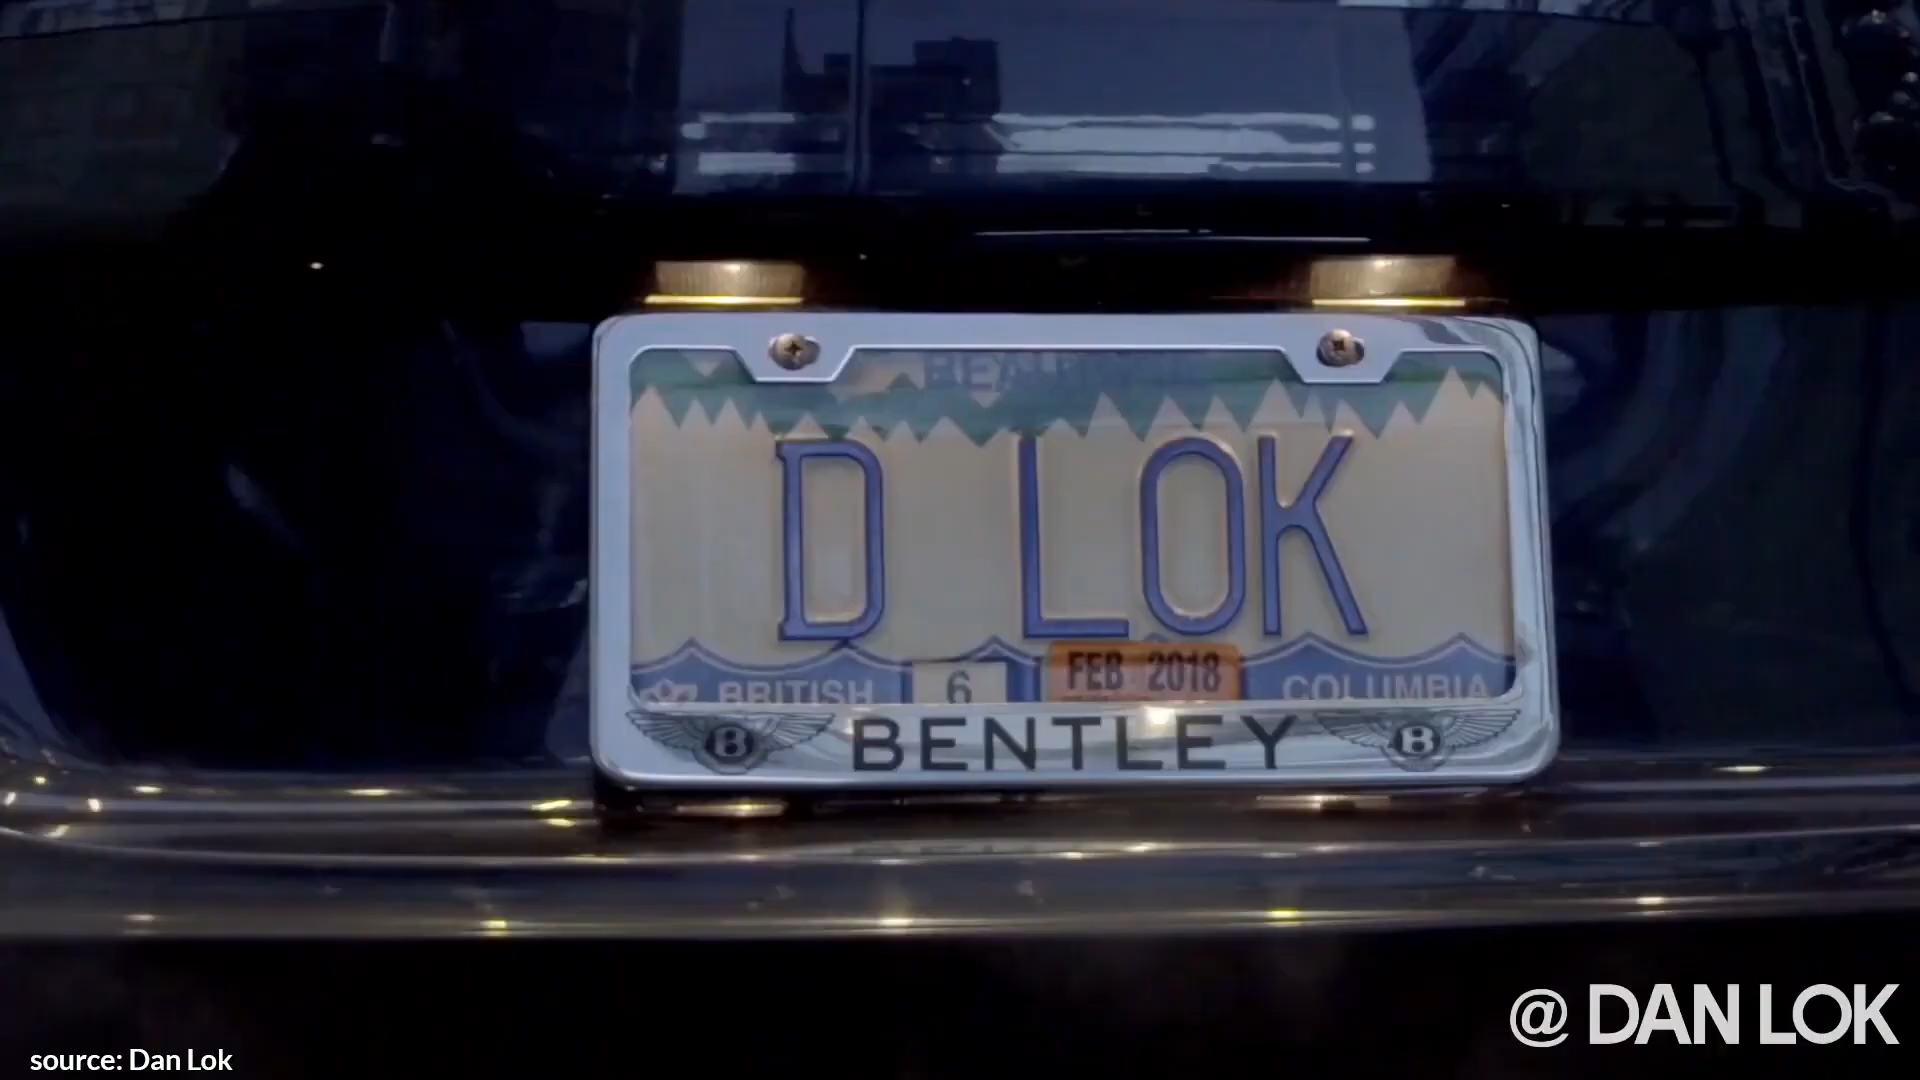 D LOK
BRITISH 6 FEB 2018 COLUMBIA
B BENTLEY B
@ DAN LOK
source: Dan Lok